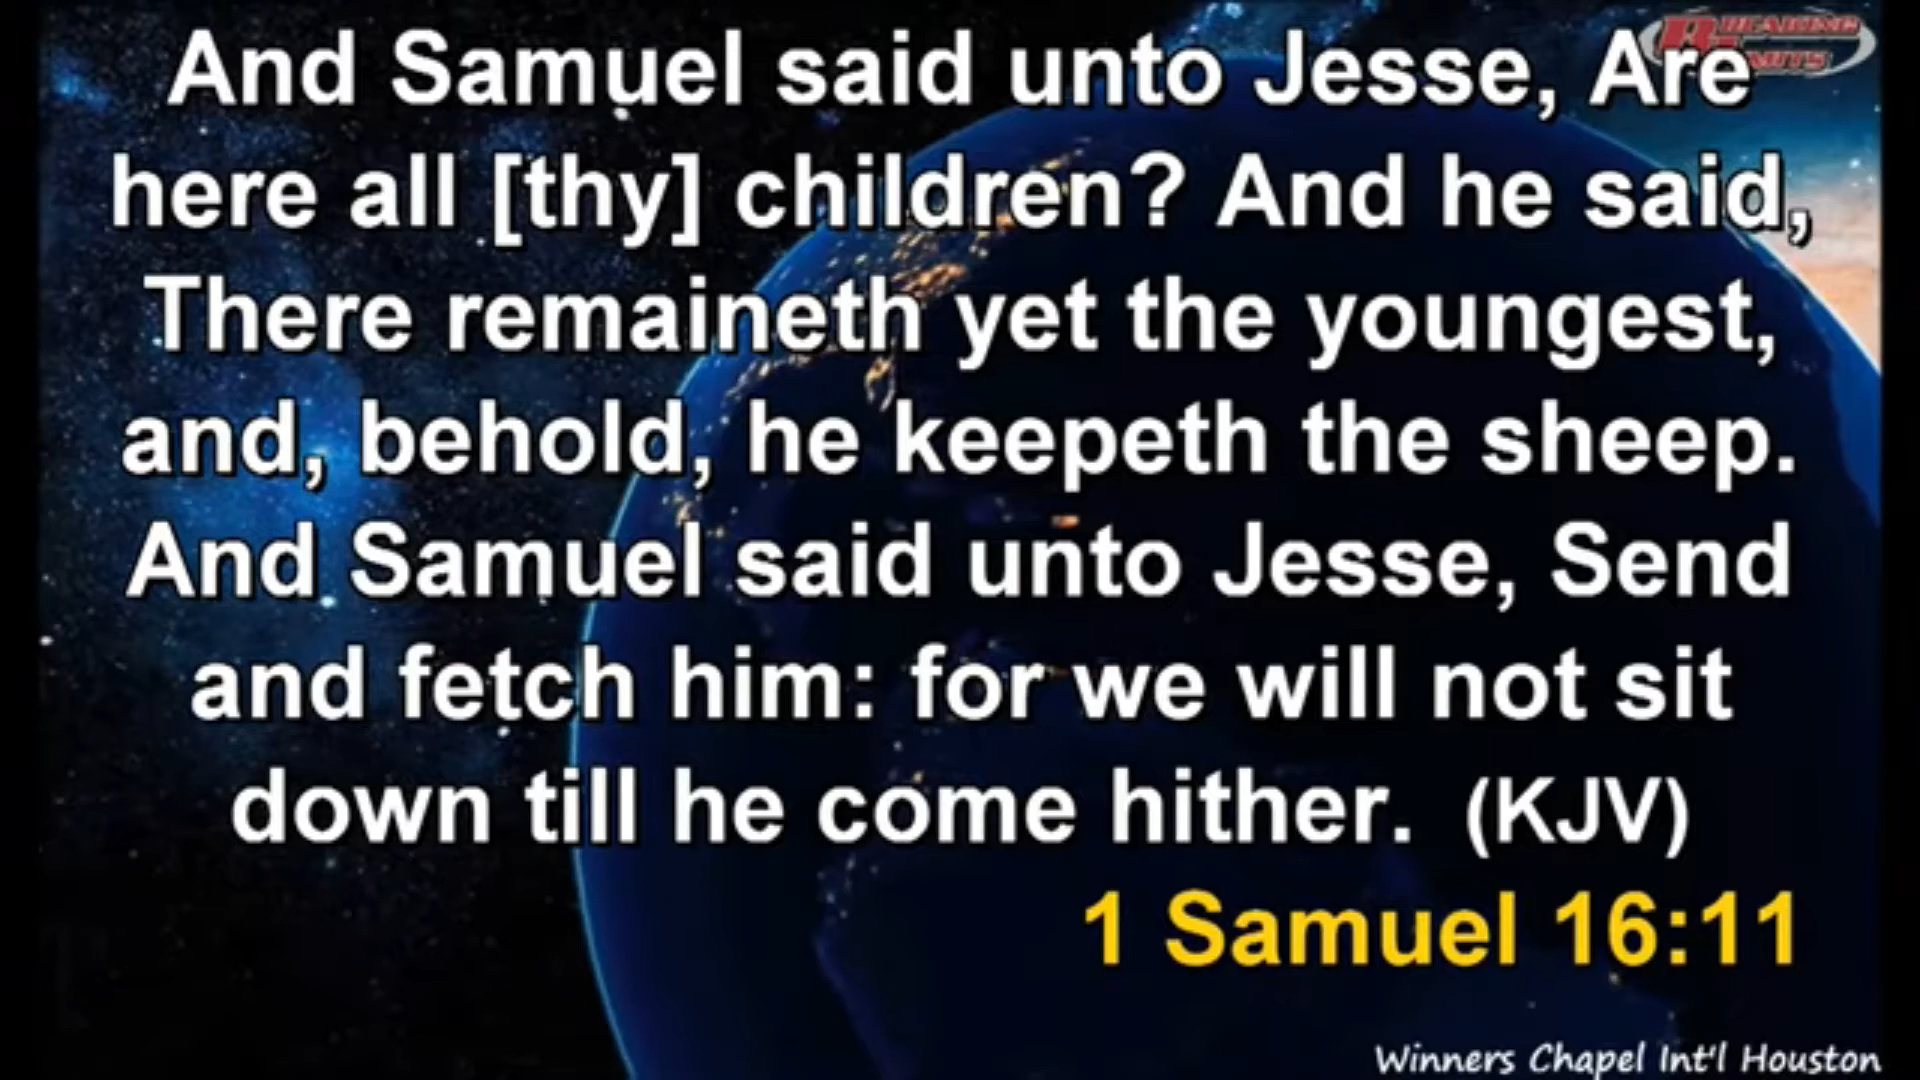 BREAKING
LIMITS
And Samuel said unto Jesse, Are
here all [thy] children? And he said,
There remaineth yet the youngest,
and, behold, he keepeth the sheep.
And Samuel said unto Jesse, Send
and fetch him: for we will not sit
down till he come hither. (KJV)
1 Samuel 16:11
Winners Chapel Int'l Houston